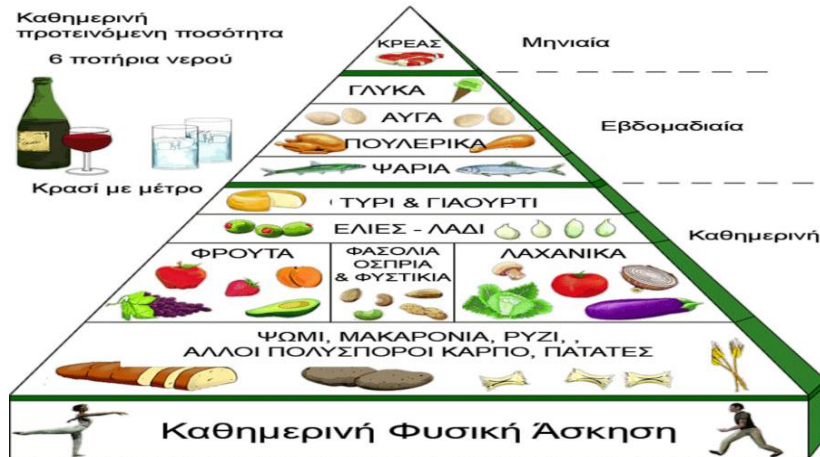 Καθημερινή
προτεινόμενη ποσότητα
6 ποτήρια νερού
Κρασί με μέτρο
ΚΡΕΑΣ
Μηνιαία
ΓΛΥΚΑ
ΑΥΓΑ
ΠΟΥΛΕΡΙΚΑ
ΨΑΡΙΑ
Εβδομαδιαία
ΤΥΡΙ & ΓΙΑΟΥΡΤΙ
ΕΛΙΕΣ - ΛΑΔΙ
ΦΡΟΥΤΑ
ΦΑΣΟΛΙΑ
ΟΣΠΡΙΑ
& ΦΥΣΤΙΚΙΑ
ΛΑΧΑΝΙΚΑ
Καθημερινή
ΨΩΜΙ, ΜΑΚΑΡΟΝΙΑ, ΡΥΖΙ, ,
ΑΛΛΟΙ ΠΟΛΥΣΠΟΡΟΙ ΚΑΡΠΟ, ΠΑΤΑΤΕΣ
Καθημερινή Φυσική Άσκηση